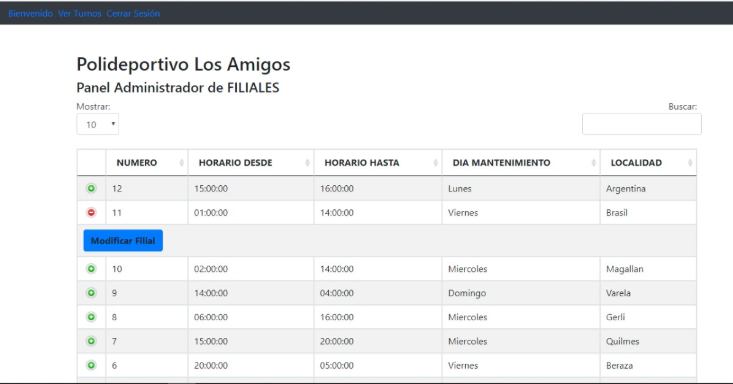 Bienvenido Ver Turnos Cerrar Sesión
Polideportivo Los Amigos
Panel Administrador de FILIALES
Mostrar:
Buscar:
10
NUMERO HORARIO DESDE HORARIO HASTA DIA MANTENIMIENTO LOCALIDAD
12 15:00:00 16:00:00 Lunes Argentina
11 01:00:00 14:00:00 Viernes Brasil
Modificar Filial
10 02:00:00 14:00:00 Miercoles Magallan
9 14:00:00 04:00:00 Domingo Varela
8 06:00:00 16:00:00 Miercoles Gerli
7 15:00:00 20:00:00 Miercoles Quilmes
6 20:00:00 05:00:00 Viernes Beraza